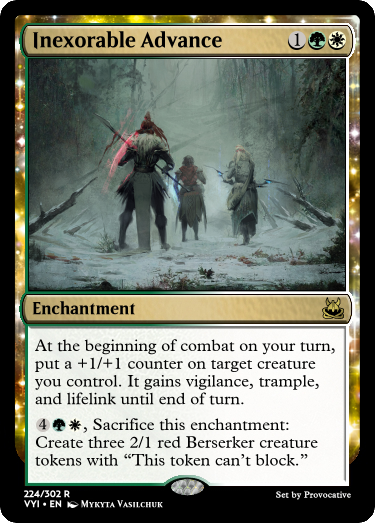 Inexorable Advance 1
Enchantment
At the beginning of combat on your turn,
put a +1/+1 counter on target creature
you control. It gains vigilance, trample,
and lifelink until end of turn.
4, Sacrifice this enchantment:
Create three 2/1 red Berserker creature
tokens with “This token can’t block.”
224/302 R
VYI • EN Mykyta Vasilchuk
Set by Provocative